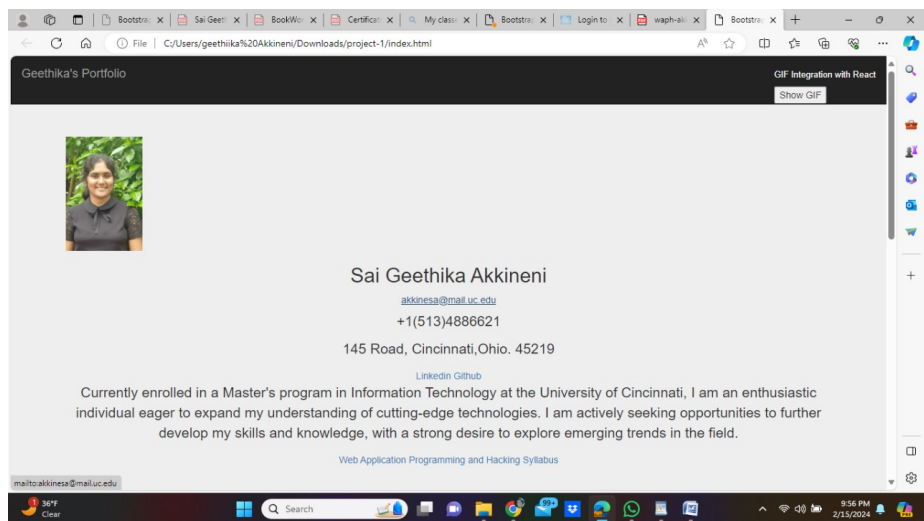 Bootstra
Sai Geeth
BookWor
Certificat
My classe
Bootstra
Login to
waph-ak
Bootstra
File
C:/Users/geethiika%20Akkineni/Downloads/project-1/index.html
Geethika's Portfolio
GIF Integration with React
Show GIF
Sai Geethika Akkineni
akkinesa@mail.uc.edu
+1(513)4886621
145 Road, Cincinnati,Ohio. 45219
Linkedin Github
Currently enrolled in a Master's program in Information Technology at the University of Cincinnati, I am an enthusiastic
individual eager to expand my understanding of cutting-edge technologies. I am actively seeking opportunities to further
develop my skills and knowledge, with a strong desire to explore emerging trends in the field.
Web Application Programming and Hacking Syllabus
mailto:akkinesa@mail.uc.edu
36°F
Clear
Search
99+
9:56 PM
2/15/2024